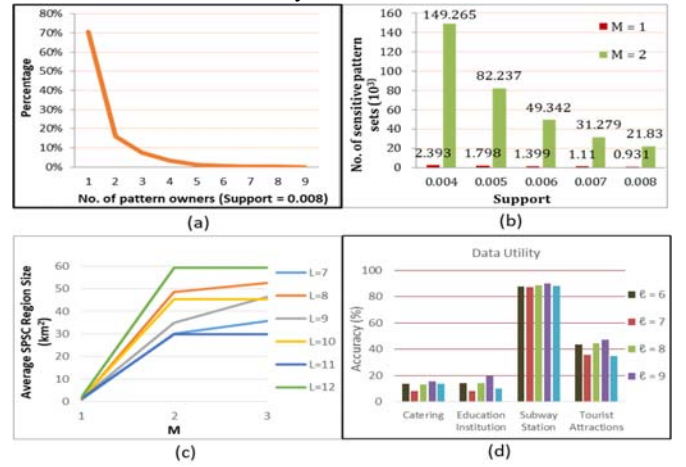 80%
70%
60%
50%
40%
30%
20%
10%
0%
Percentage
1 2 3 4 5 6 7 8 9
No. of pattern owners (Support = 0.008)
(a)
No. of sensitive pattern
sets (10³)
160
140
120
100
80
60
40
20
0
149.265
82.237
49.342
31.279
21.83
2.393
1.798
1.399
1.11
0.931
M = 1
M = 2
0.004 0.005 0.006 0.007 0.008
Support
(b)
Average SPSC Region Size
(km²)
60
50
40
30
20
10
0
1 2 3
M
L=7
L=8
L=9
L=10
L=11
L=12
(c)
Data Utility
Accuracy (%)
100
80
60
40
20
0
Catering
Education
Institution
Subway
Station
Tourist
Attractions
ℓ = 6
ℓ = 7
ℓ = 8
ℓ = 9
(d)